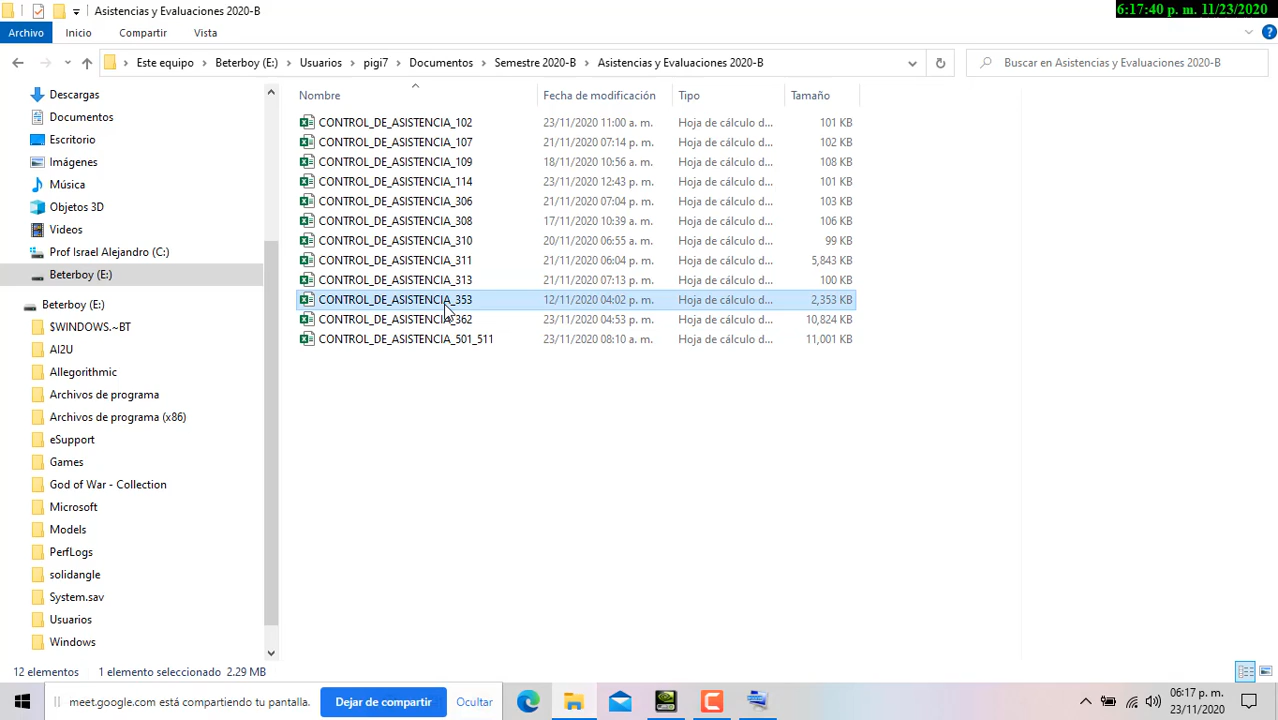 Asistencias y Evaluaciones 2020-B
6:17:40 p. m. 11/23/2020
Archivo Inicio Compartir Vista
Este equipo Beterboy (E:) Usuarios pigi7 Documentos Semestre 2020-B Asistencias y Evaluaciones 2020-B
Buscar en Asistencias y Evaluaciones 2020-B
Descargas
Documentos
Escritorio
Imágenes
Música
Objetos 3D
Videos
Prof Israel Alejandro (C:)
Beterboy (E:)
Beterboy (E:)
$WINDOWS.~BT
AI2U
Allegorithmic
Archivos de programa
Archivos de programa (x86)
eSupport
Games
God of War - Collection
Microsoft
Models
PerfLogs
solidangle
System.sav
Usuarios
Windows
Nombre Fecha de modificación Tipo Tamaño
CONTROL_DE_ASISTENCIA_102 23/11/2020 11:00 a. m. Hoja de cálculo d... 101 KB
CONTROL_DE_ASISTENCIA_107 21/11/2020 07:14 p. m. Hoja de cálculo d... 102 KB
CONTROL_DE_ASISTENCIA_109 18/11/2020 10:56 a. m. Hoja de cálculo d... 108 KB
CONTROL_DE_ASISTENCIA_114 23/11/2020 12:43 p. m. Hoja de cálculo d... 101 KB
CONTROL_DE_ASISTENCIA_306 21/11/2020 07:04 p. m. Hoja de cálculo d... 103 KB
CONTROL_DE_ASISTENCIA_308 17/11/2020 10:39 a. m. Hoja de cálculo d... 106 KB
CONTROL_DE_ASISTENCIA_310 20/11/2020 06:55 a. m. Hoja de cálculo d... 99 KB
CONTROL_DE_ASISTENCIA_311 21/11/2020 06:04 p. m. Hoja de cálculo d... 5,843 KB
CONTROL_DE_ASISTENCIA_313 21/11/2020 07:13 p. m. Hoja de cálculo d... 100 KB
CONTROL_DE_ASISTENCIA_353 12/11/2020 04:02 p. m. Hoja de cálculo d... 2,353 KB
CONTROL_DE_ASISTENCIA_362 23/11/2020 04:53 p. m. Hoja de cálculo d... 10,824 KB
CONTROL_DE_ASISTENCIA_501_511 23/11/2020 08:10 a. m. Hoja de cálculo d... 11,001 KB
12 elementos 1 elemento seleccionado 2.29 MB
meet.google.com está compartiendo tu pantalla. Dejar de compartir Ocultar
06:17 p. m.
23/11/2020